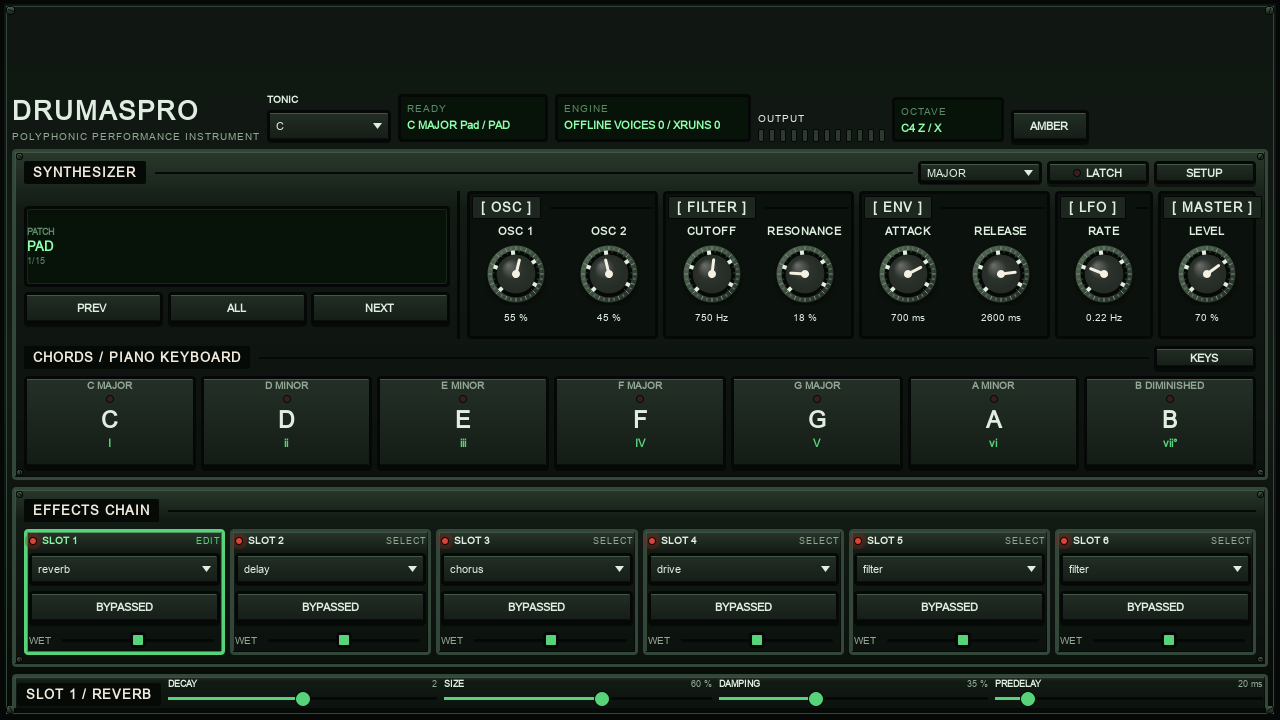 DRUMASPRO
POLYPHONIC PERFORMANCE INSTRUMENT
TONIC
C
READY
C MAJOR Pad / PAD
ENGINE
OFFLINE VOICES 0 / XRUNS 0
OUTPUT
OCTAVE
C4 Z / X
AMBER
SYNTHESIZER
MAJOR
LATCH
SETUP
PATCH
PAD
1/15
PREV
ALL
NEXT
[ OSC ]
OSC 1
OSC 2
55 %
45 %
[ FILTER ]
CUTOFF
RESONANCE
750 Hz
18 %
[ ENV ]
ATTACK
RELEASE
700 ms
2600 ms
[ LFO ]
RATE
0.22 Hz
[ MASTER ]
LEVEL
70 %
CHORDS / PIANO KEYBOARD
KEYS
C MAJOR
C
I
D MINOR
D
ii
E MINOR
E
iii
F MAJOR
F
IV
G MAJOR
G
V
A MINOR
A
vi
B DIMINISHED
B
vii°
EFFECTS CHAIN
SLOT 1 EDIT
reverb
BYPASSED
WET
SLOT 2 SELECT
delay
BYPASSED
WET
SLOT 3 SELECT
chorus
BYPASSED
WET
SLOT 4 SELECT
drive
BYPASSED
WET
SLOT 5 SELECT
filter
BYPASSED
WET
SLOT 6 SELECT
filter
BYPASSED
WET
SLOT 1 / REVERB
DECAY 2
SIZE 60 %
DAMPING 35 %
PREDELAY 20 ms